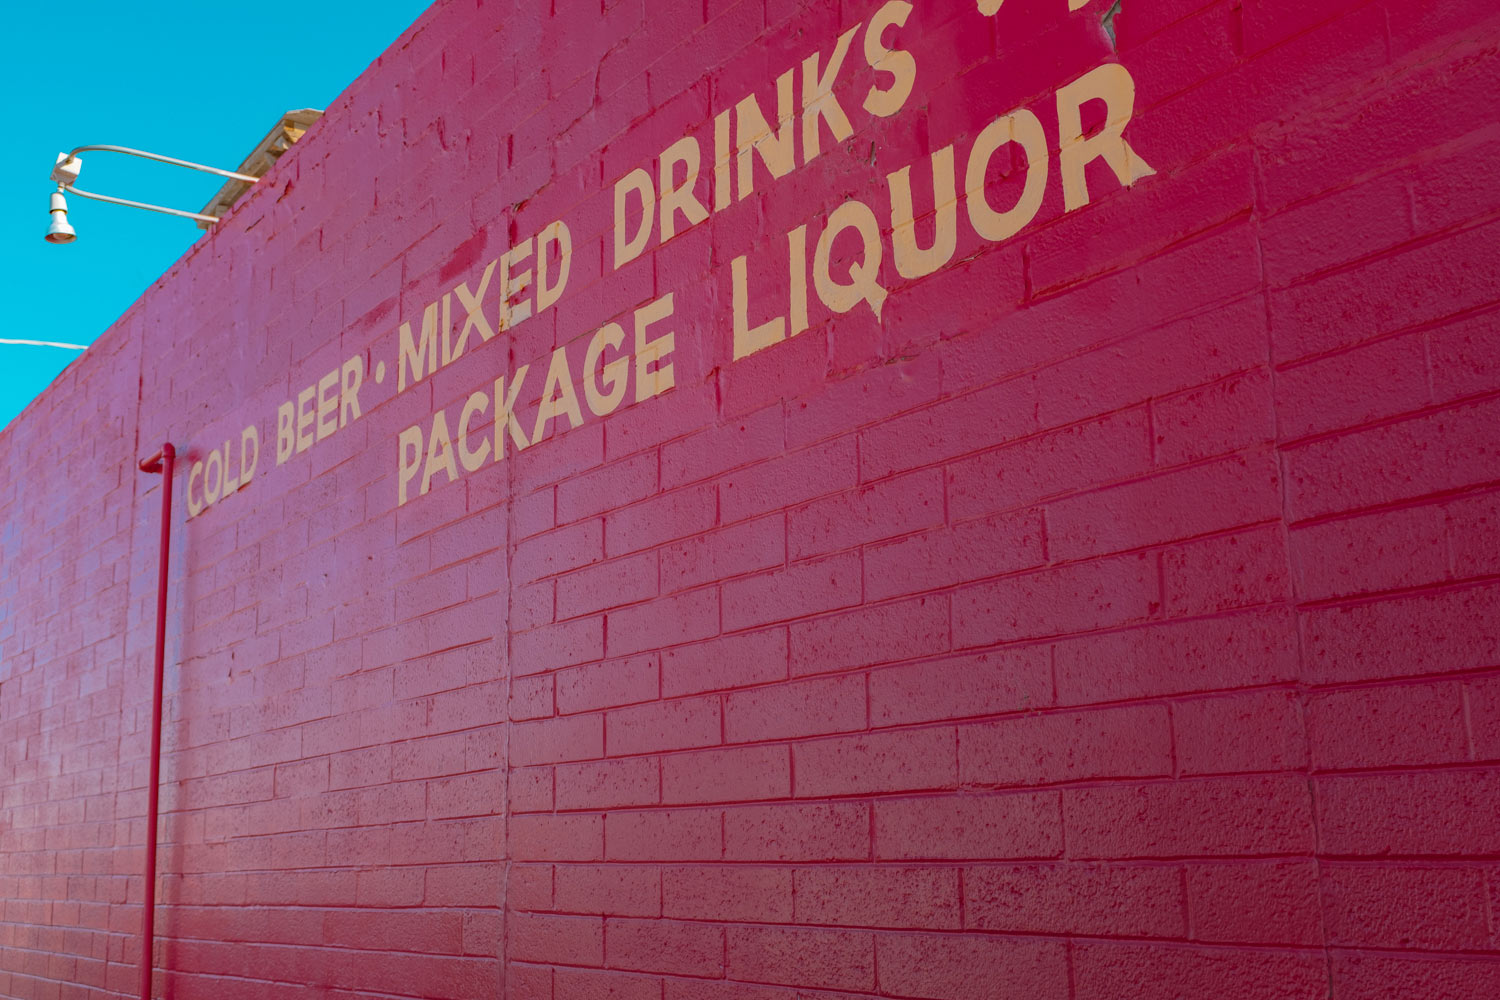 COLD BEER · MIXED DRINKS ·
PACKAGE LIQUOR